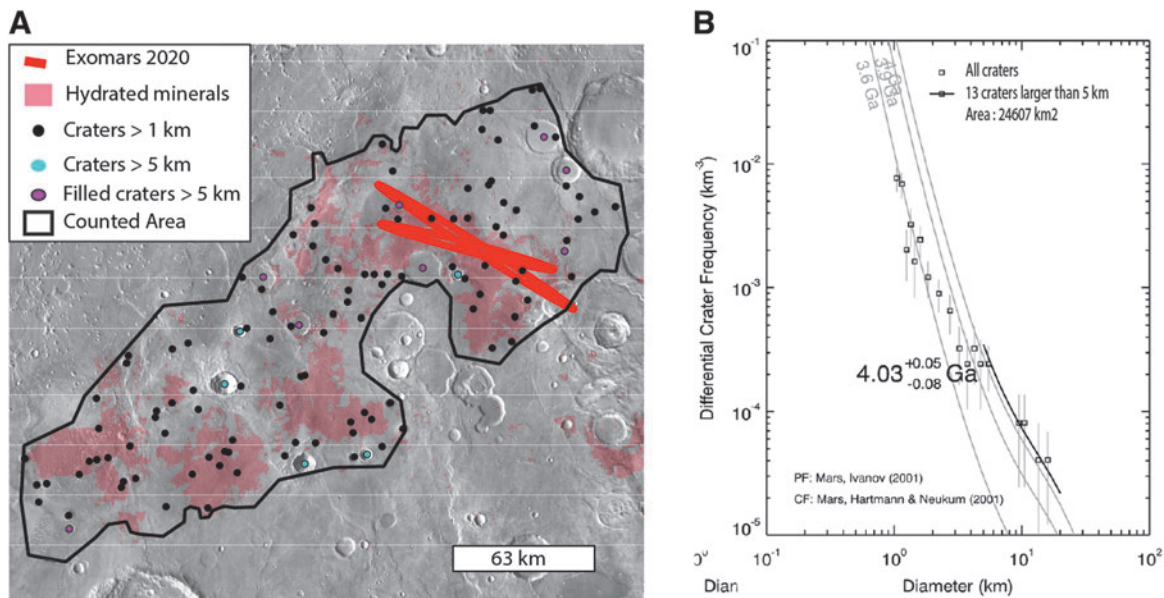 A
Exomars 2020
Hydrated minerals
Craters > 1 km
Craters > 5 km
Filled craters > 5 km
Counted Area
63 km
B
Differential Crater Frequency (km-3)
10-1
10-2
10-3
10-4
10-5
3.6 Ga
All craters
13 craters larger than 5 km
Area : 24607 km2
4.03 +0.05 -0.08 Ga
PF: Mars, Ivanov (2001)
CF: Mars, Hartmann & Neukum (2001)
10-1
100
101
102
Dian
Diameter (km)